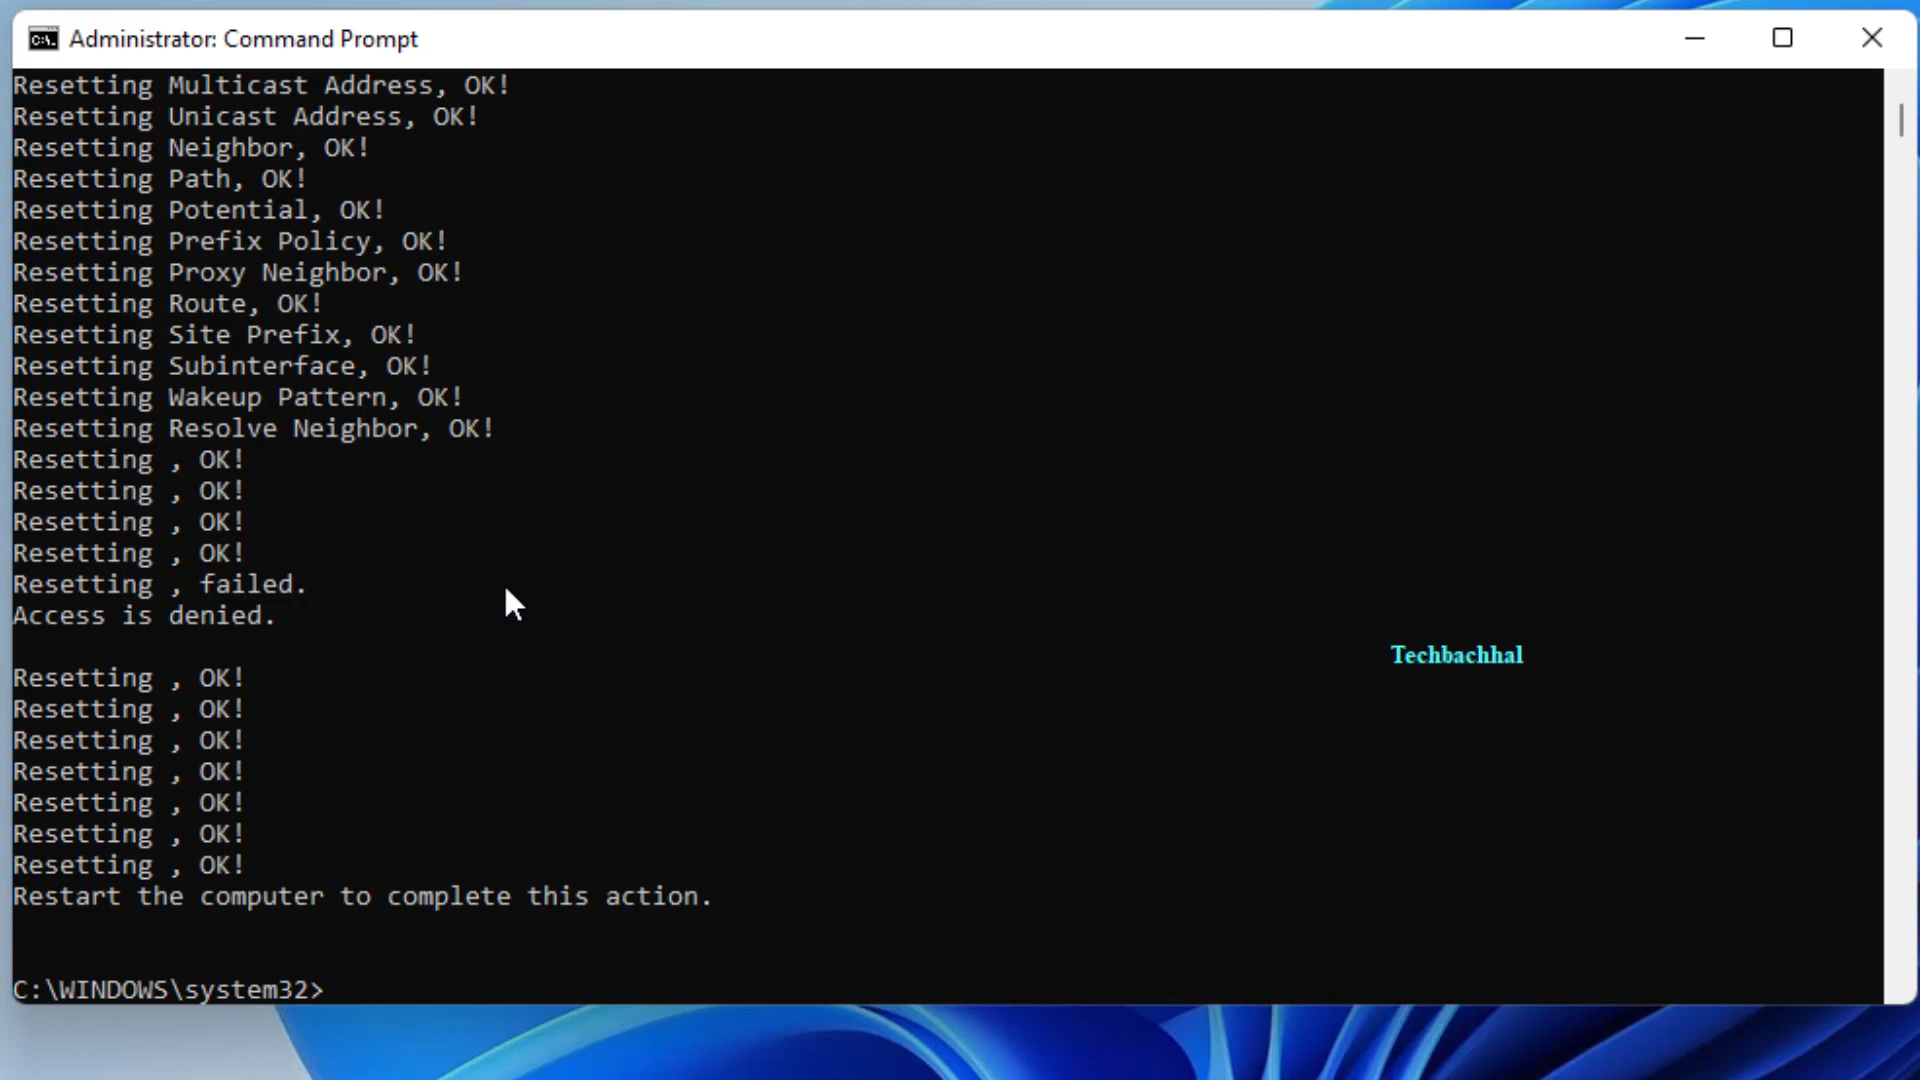 Administrator: Command Prompt
Resetting Multicast Address, OK!
Resetting Unicast Address, OK!
Resetting Neighbor, OK!
Resetting Path, OK!
Resetting Potential, OK!
Resetting Prefix Policy, OK!
Resetting Proxy Neighbor, OK!
Resetting Route, OK!
Resetting Site Prefix, OK!
Resetting Subinterface, OK!
Resetting Wakeup Pattern, OK!
Resetting Resolve Neighbor, OK!
Resetting , OK!
Resetting , OK!
Resetting , OK!
Resetting , OK!
Resetting , failed.
Access is denied.
Techbachhal
Resetting , OK!
Resetting , OK!
Resetting , OK!
Resetting , OK!
Resetting , OK!
Resetting , OK!
Resetting , OK!
Restart the computer to complete this action.
C:\WINDOWS\system32>